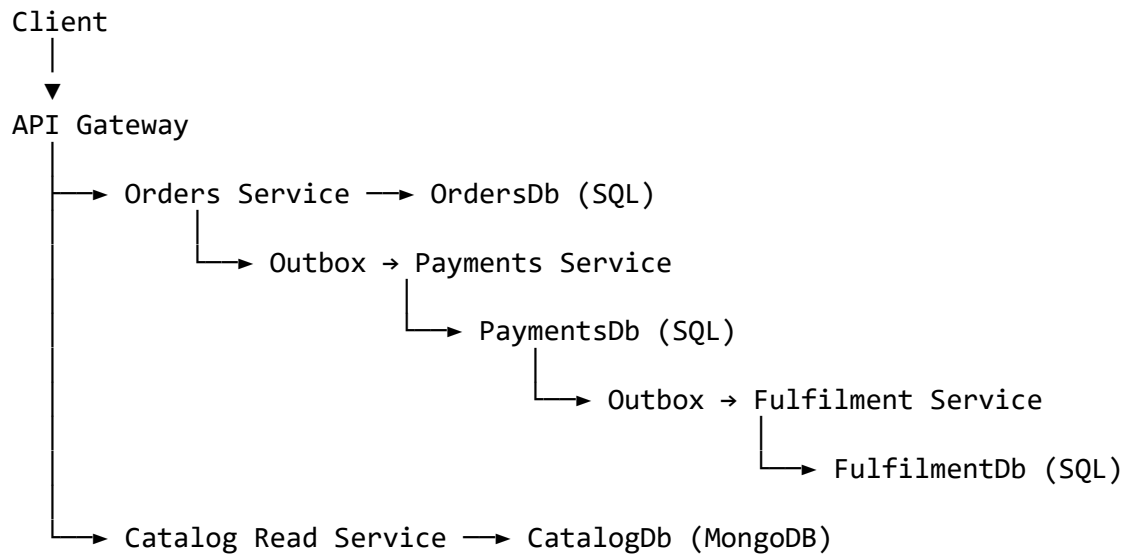 Client
API Gateway
Orders Service → OrdersDb (SQL)
Outbox → Payments Service
PaymentsDb (SQL)
Outbox → Fulfilment Service
FulfilmentDb (SQL)
Catalog Read Service → CatalogDb (MongoDB)